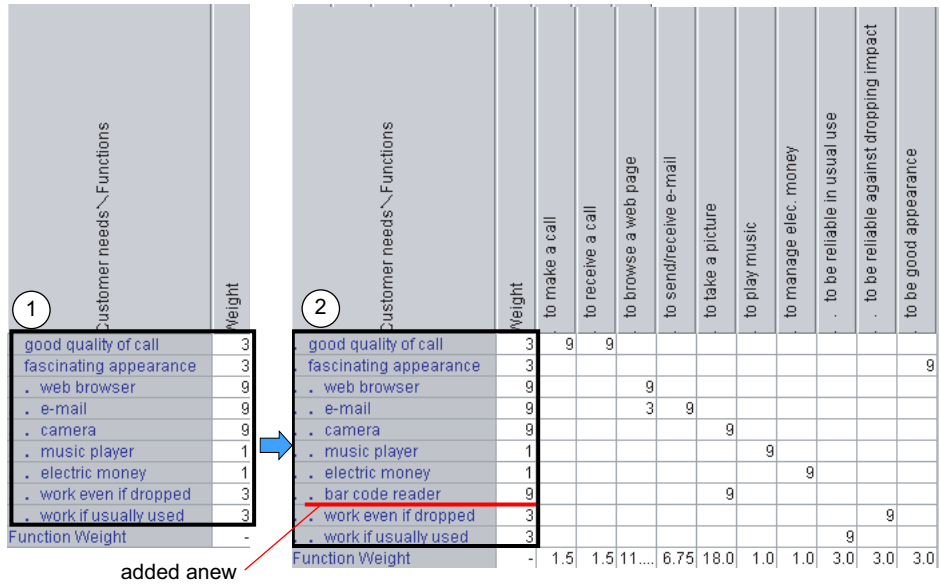 1
Customer needs\Functions
Weight
good quality of call 3
fascinating appearance 3
. web browser 9
. e-mail 9
. camera 9
. music player 1
. electric money 1
. work even if dropped 3
. work if usually used 3
Function Weight -
added anew
2
Customer needs\Functions
Weight
. to make a call
. to receive a call
. to browse a web page
. to send/receive e-mail
. to take a picture
. to play music
. to manage elec. money
. . to be reliable in usual use
. . to be reliable against dropping impact
. to be good appearance
. good quality of call 3 9 9
. fascinating appearance 3 9
. . web browser 9 9
. . e-mail 9 3 9
. . camera 9 9
. . music player 1 9
. . electric money 1 9
. . bar code reader 9 9
. . work even if dropped 3 9
. . work if usually used 3 9
Function Weight - 1.5 1.5 11.... 6.75 18.0 1.0 1.0 3.0 3.0 3.0